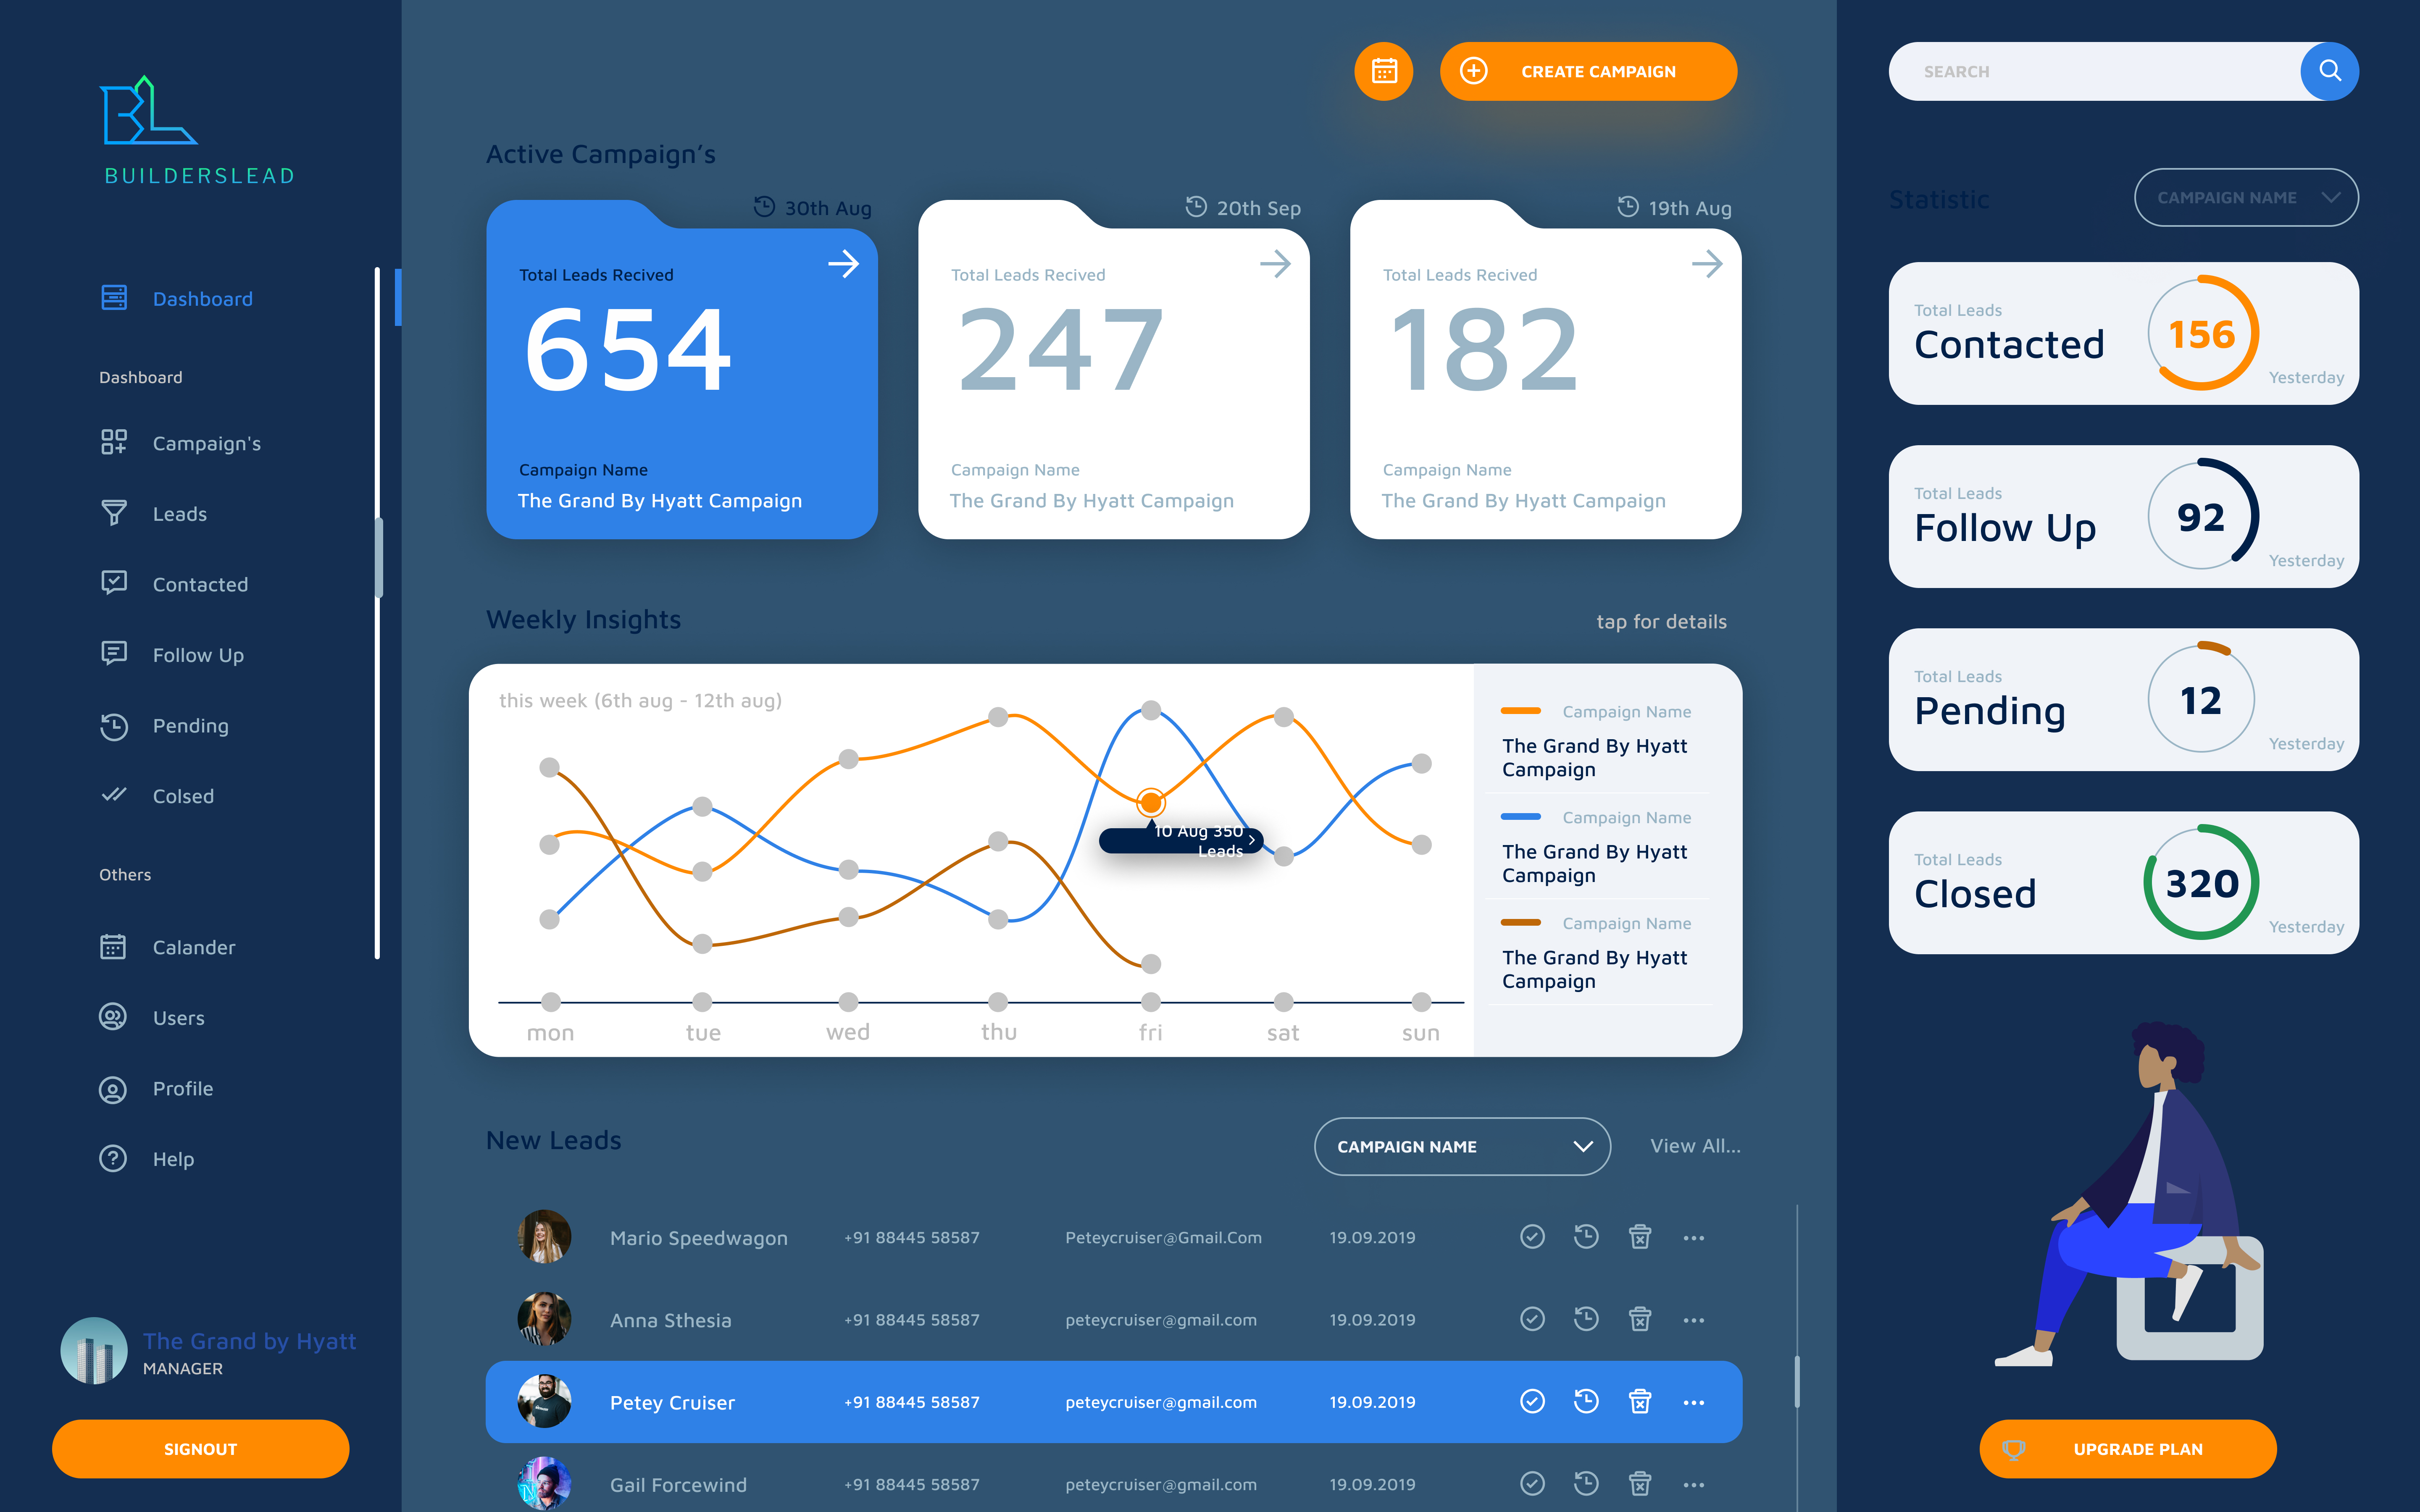 BUILDERSLEAD
Dashboard
Dashboard
Campaign's
Leads
Contacted
Follow Up
Pending
Colsed
Others
Calander
Users
Profile
Help
The Grand by Hyatt
MANAGER
SIGNOUT
CREATE CAMPAIGN
Active Campaign’s
30th Aug
Total Leads Recived
654
Campaign Name
The Grand By Hyatt Campaign
20th Sep
Total Leads Recived
247
Campaign Name
The Grand By Hyatt Campaign
19th Aug
Total Leads Recived
182
Campaign Name
The Grand By Hyatt Campaign
Weekly Insights
tap for details
this week (6th aug - 12th aug)
10 Aug 350
Leads
mon tue wed thu fri sat sun
Campaign Name
The Grand By Hyatt
Campaign
Campaign Name
The Grand By Hyatt
Campaign
Campaign Name
The Grand By Hyatt
Campaign
New Leads
CAMPAIGN NAME
View All...
Mario Speedwagon +91 88445 58587 Peteycruiser@Gmail.Com 19.09.2019
Anna Sthesia +91 88445 58587 peteycruiser@gmail.com 19.09.2019
Petey Cruiser +91 88445 58587 peteycruiser@gmail.com 19.09.2019
Gail Forcewind +91 88445 58587 peteycruiser@gmail.com 19.09.2019
SEARCH
Statistic
CAMPAIGN NAME
Total Leads
Contacted
156
Yesterday
Total Leads
Follow Up
92
Yesterday
Total Leads
Pending
12
Yesterday
Total Leads
Closed
320
Yesterday
UPGRADE PLAN